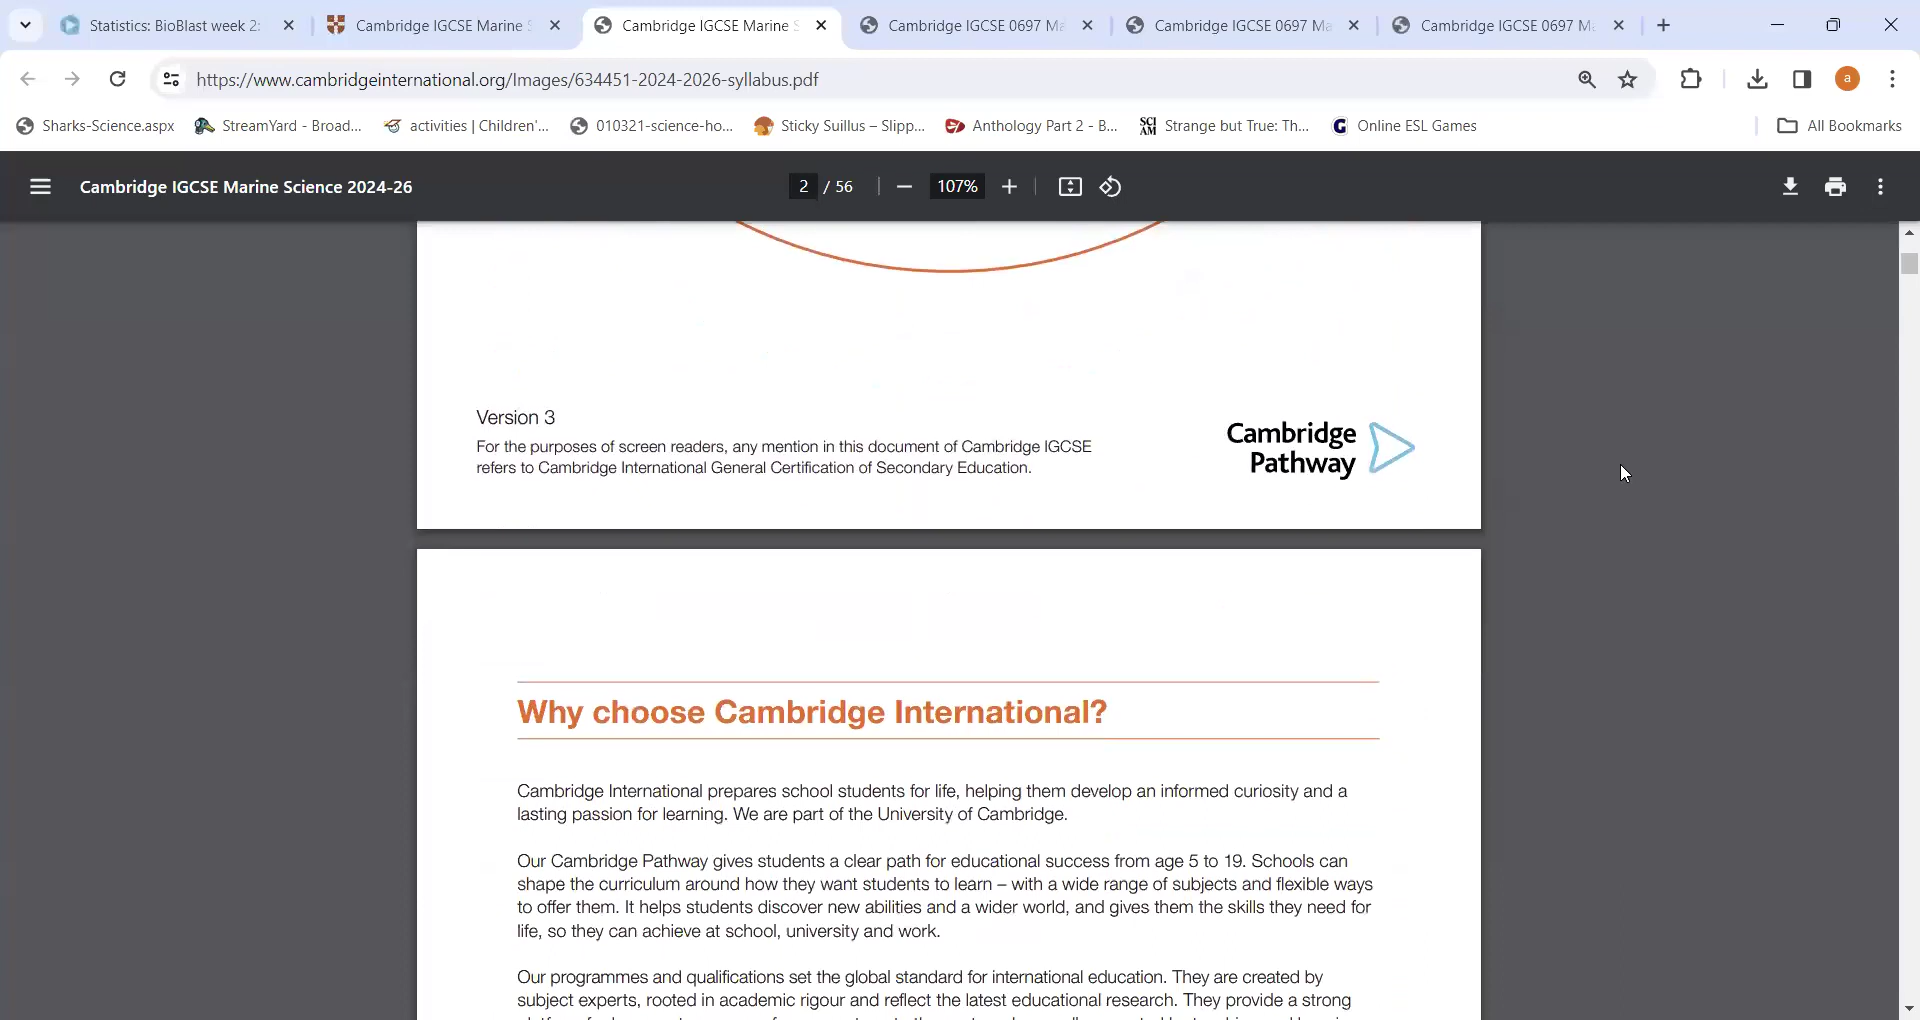 Statistics: BioBlast week 2:
Cambridge IGCSE Marine S
Cambridge IGCSE Marine S
Cambridge IGCSE 0697 Ma
Cambridge IGCSE 0697 Ma
Cambridge IGCSE 0697 Ma
https://www.cambridgeinternational.org/Images/634451-2024-2026-syllabus.pdf
a
Sharks-Science.aspx
StreamYard - Broad...
activities | Children'...
010321-science-ho...
Sticky Suillus – Slipp...
Anthology Part 2 - B...
SCI AM
Strange but True: Th...
G
Online ESL Games
All Bookmarks
Cambridge IGCSE Marine Science 2024-26
2 / 56
107%
Version 3
For the purposes of screen readers, any mention in this document of Cambridge IGCSE
refers to Cambridge International General Certification of Secondary Education.
Cambridge
Pathway
Why choose Cambridge International?
Cambridge International prepares school students for life, helping them develop an informed curiosity and a
lasting passion for learning. We are part of the University of Cambridge.
Our Cambridge Pathway gives students a clear path for educational success from age 5 to 19. Schools can
shape the curriculum around how they want students to learn – with a wide range of subjects and flexible ways
to offer them. It helps students discover new abilities and a wider world, and gives them the skills they need for
life, so they can achieve at school, university and work.
Our programmes and qualifications set the global standard for international education. They are created by
subject experts, rooted in academic rigour and reflect the latest educational research. They provide a strong